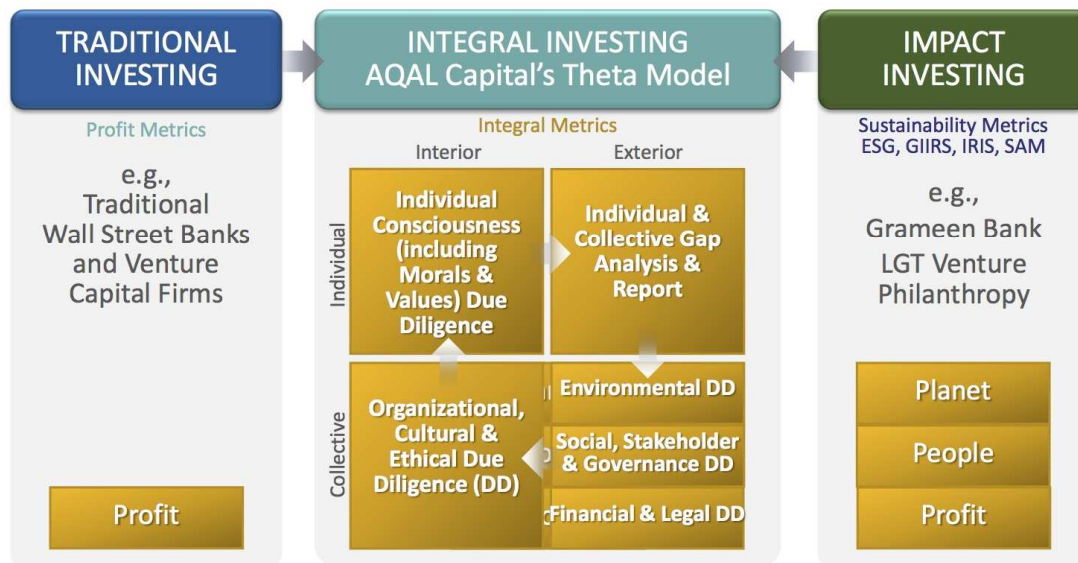 TRADITIONAL
INVESTING
Profit Metrics
e.g.,
Traditional
Wall Street Banks
and Venture
Capital Firms
Profit
INTEGRAL INVESTING
AQAL Capital's Theta Model
Integral Metrics
Interior
Exterior
Individual
Individual
Consciousness
(including
Morals &
Values) Due
Diligence
Individual &
Collective Gap
Analysis &
Report
Collective
Organizational,
Cultural &
Ethical Due
Diligence (DD)
Environmental DD
Social, Stakeholder
& Governance DD
Financial & Legal DD
IMPACT
INVESTING
Sustainability Metrics
ESG, GIIRS, IRIS, SAM
e.g.,
Grameen Bank
LGT Venture
Philanthropy
Planet
People
Profit